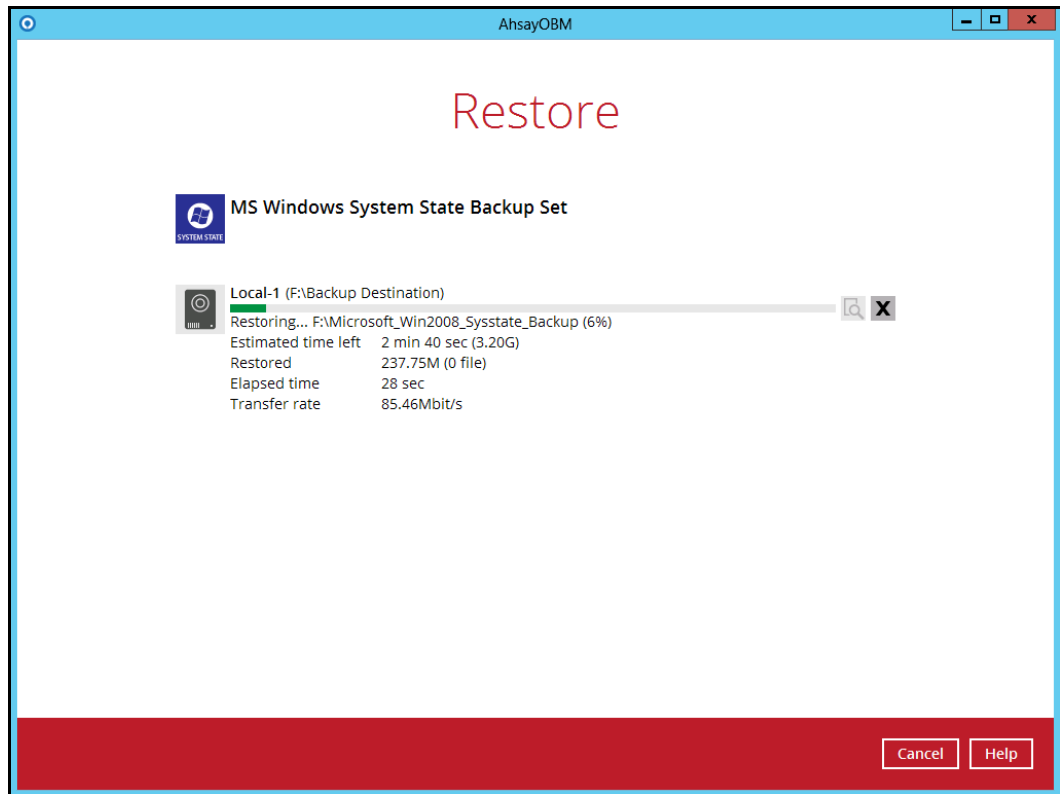 AhsayOBM
Restore
SYSTEM STATE
MS Windows System State Backup Set
Local-1 (F:\Backup Destination)
Restoring... F:\Microsoft_Win2008_Sysstate_Backup (6%)
Estimated time left 2 min 40 sec (3.20G)
Restored 237.75M (0 file)
Elapsed time 28 sec
Transfer rate 85.46Mbit/s
Cancel Help